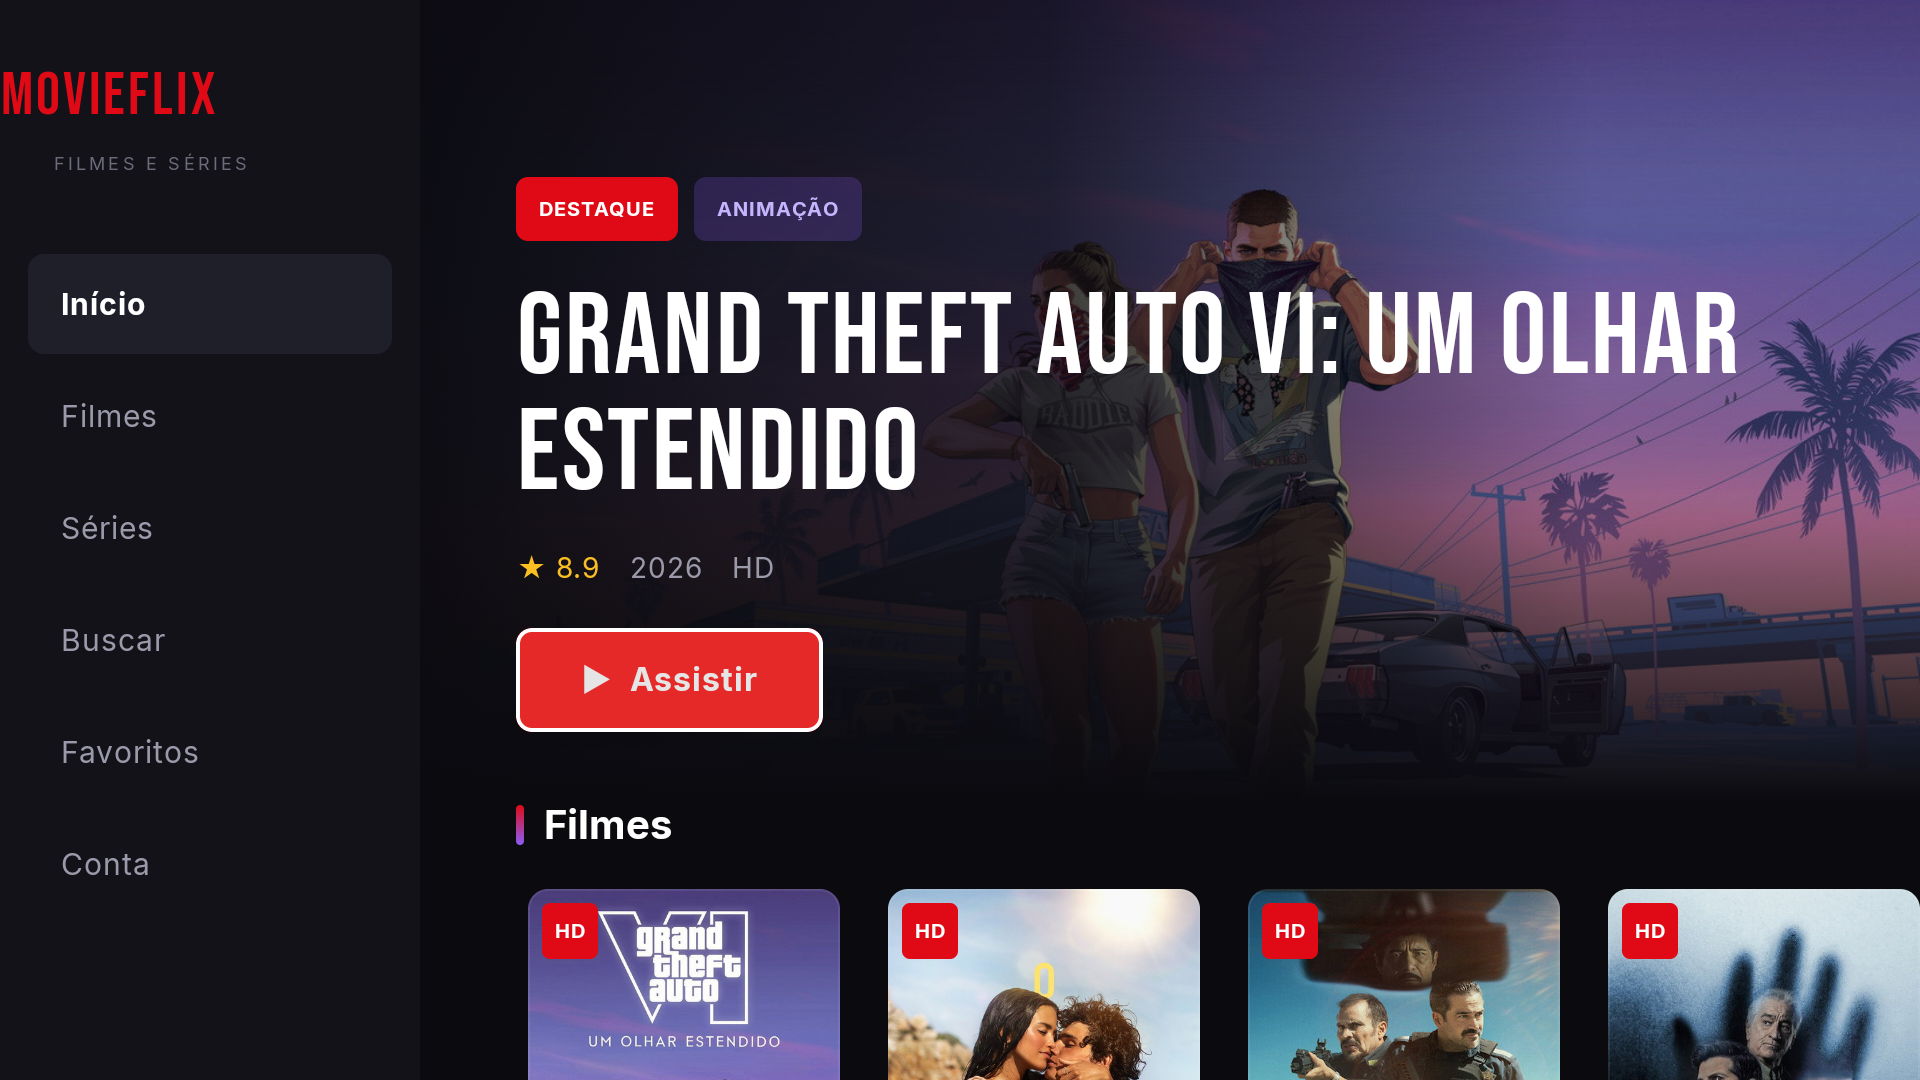 MOVIEFLIX
FILMES E SÉRIES
Início
Filmes
Séries
Buscar
Favoritos
Conta
DESTAQUE
ANIMAÇÃO
GRAND THEFT AUTO VI: UM OLHAR
ESTENDIDO
★ 8.9 2026 HD
▶ Assistir
Filmes
HD
VI
grand
theft
auto
UM OLHAR ESTENDIDO
HD
O
HD
HD